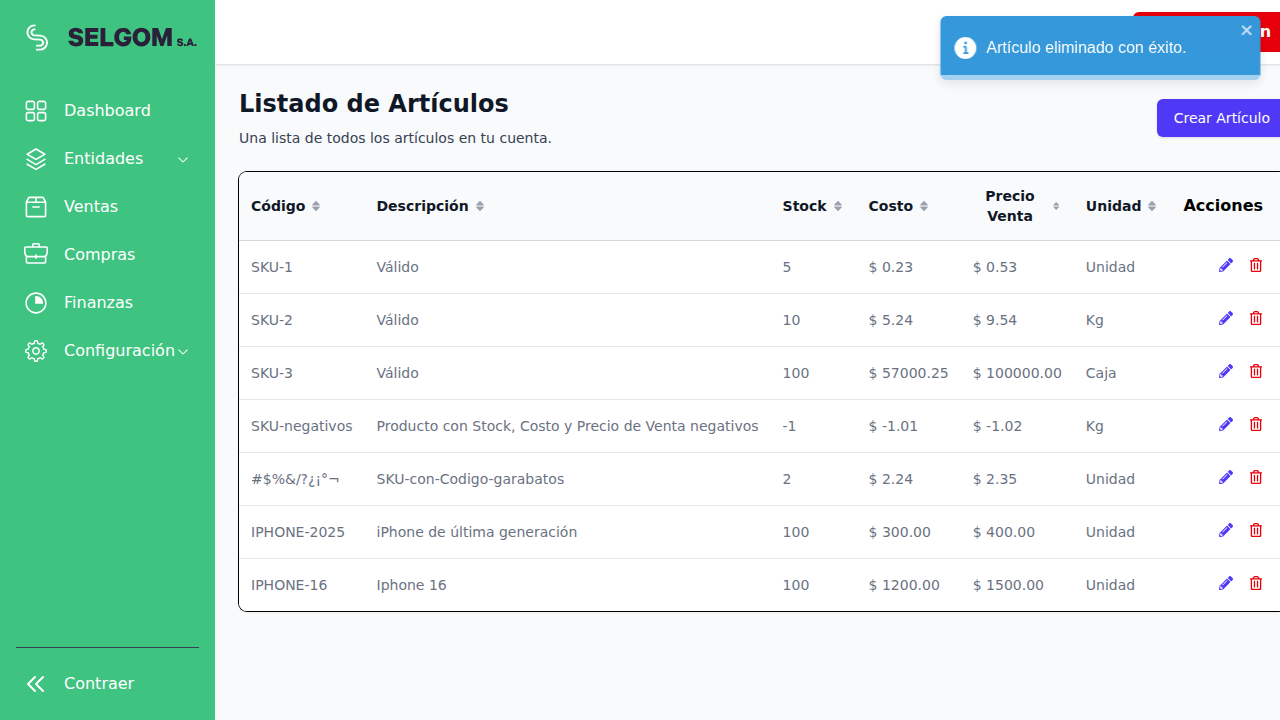 SELGOM S.A.
n
Artículo eliminado con éxito.
Dashboard
Entidades
Ventas
Compras
Finanzas
Configuración
Contraer
Listado de Artículos
Una lista de todos los artículos en tu cuenta.
Crear Artículo
Código Descripción Stock Costo Precio Venta Unidad Acciones
SKU-1 Válido 5 $ 0.23 $ 0.53 Unidad
SKU-2 Válido 10 $ 5.24 $ 9.54 Kg
SKU-3 Válido 100 $ 57000.25 $ 100000.00 Caja
SKU-negativos Producto con Stock, Costo y Precio de Venta negativos -1 $ -1.01 $ -1.02 Kg
#$%&/?¿¡°¬ SKU-con-Codigo-garabatos 2 $ 2.24 $ 2.35 Unidad
IPHONE-2025 iPhone de última generación 100 $ 300.00 $ 400.00 Unidad
IPHONE-16 Iphone 16 100 $ 1200.00 $ 1500.00 Unidad